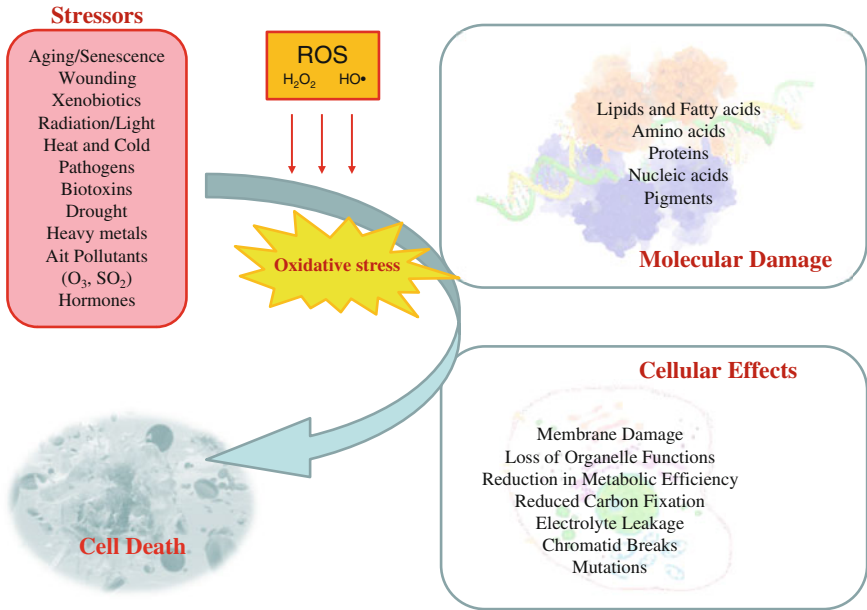 Stressors
Aging/Senescence
Wounding
Xenobiotics
Radiation/Light
Heat and Cold
Pathogens
Biotoxins
Drought
Heavy metals
Ait Pollutants
(O₃, SO₂)
Hormones
ROS
H₂O₂ HO•
Oxidative stress
Lipids and Fatty acids
Amino acids
Proteins
Nucleic acids
Pigments
Molecular Damage
Cellular Effects
Membrane Damage
Loss of Organelle Functions
Reduction in Metabolic Efficiency
Reduced Carbon Fixation
Electrolyte Leakage
Chromatid Breaks
Mutations
Cell Death